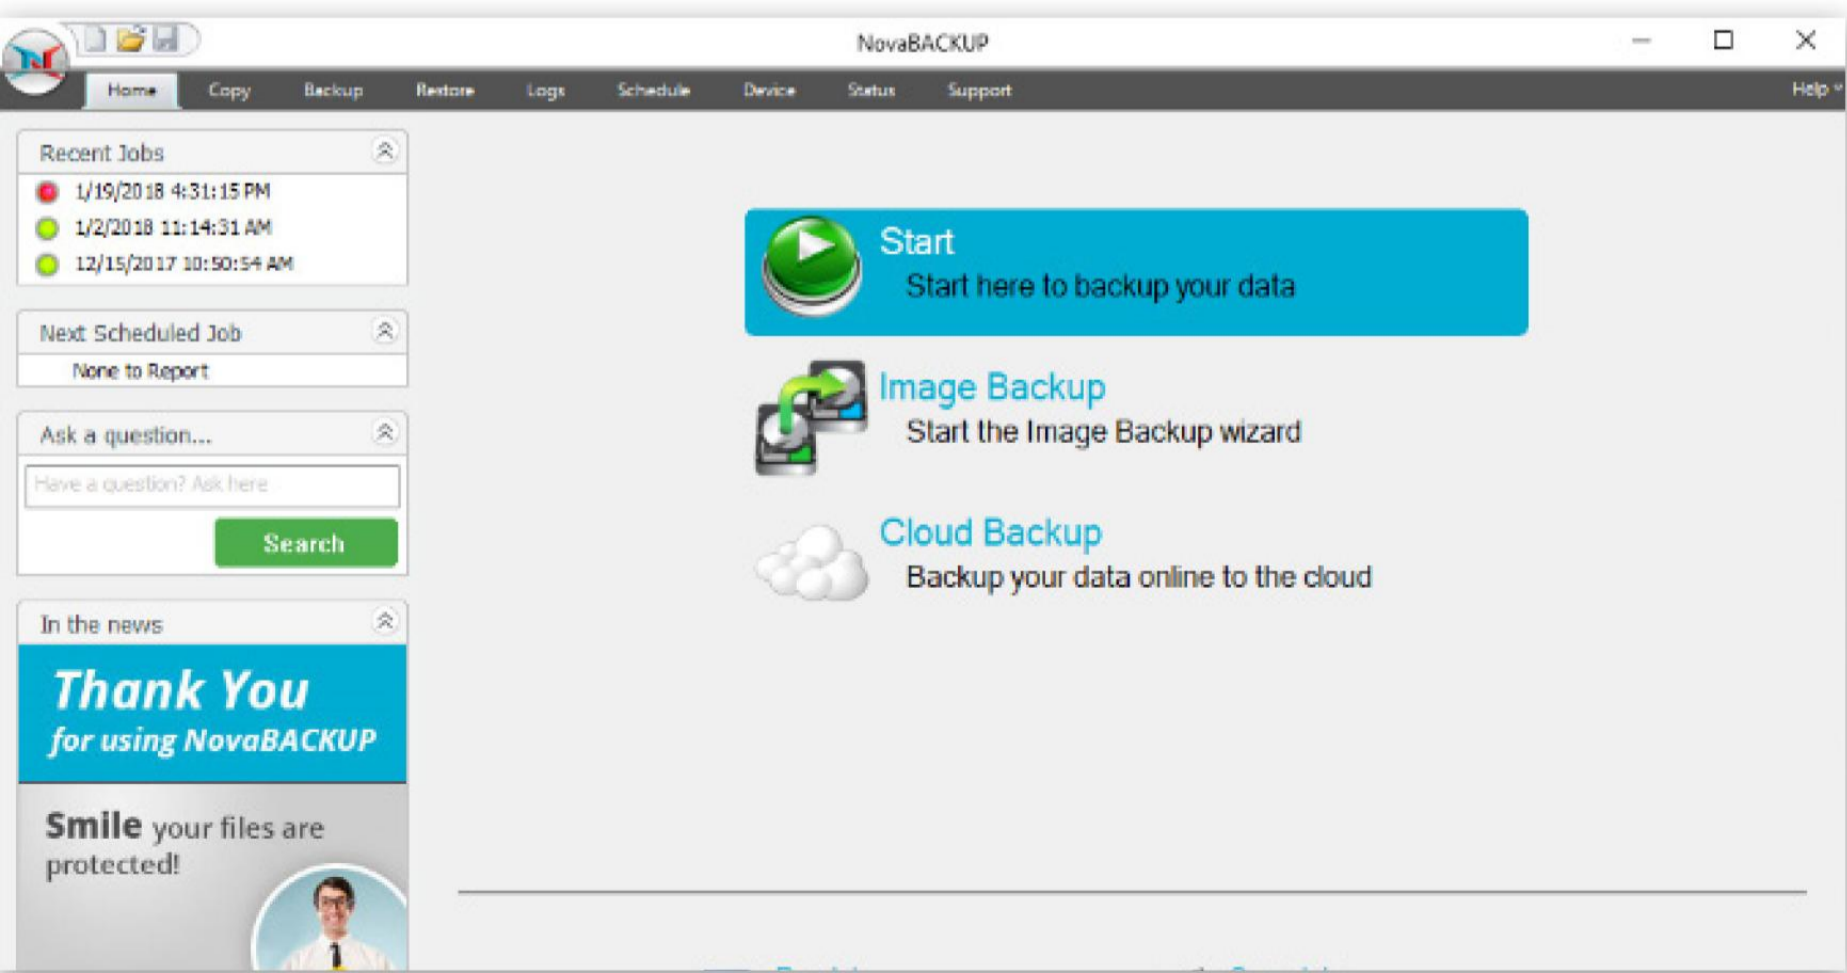 NovaBACKUP
Home Copy Backup Restore Logs Schedule Device Status Support Help
Recent Jobs
1/19/2018 4:31:15 PM
1/2/2018 11:14:31 AM
12/15/2017 10:50:54 AM
Next Scheduled Job
None to Report
Ask a question...
Have a question? Ask here
Search
In the news
Thank You
for using NovaBACKUP
Smile your files are
protected!
Start
Start here to backup your data
Image Backup
Start the Image Backup wizard
Cloud Backup
Backup your data online to the cloud